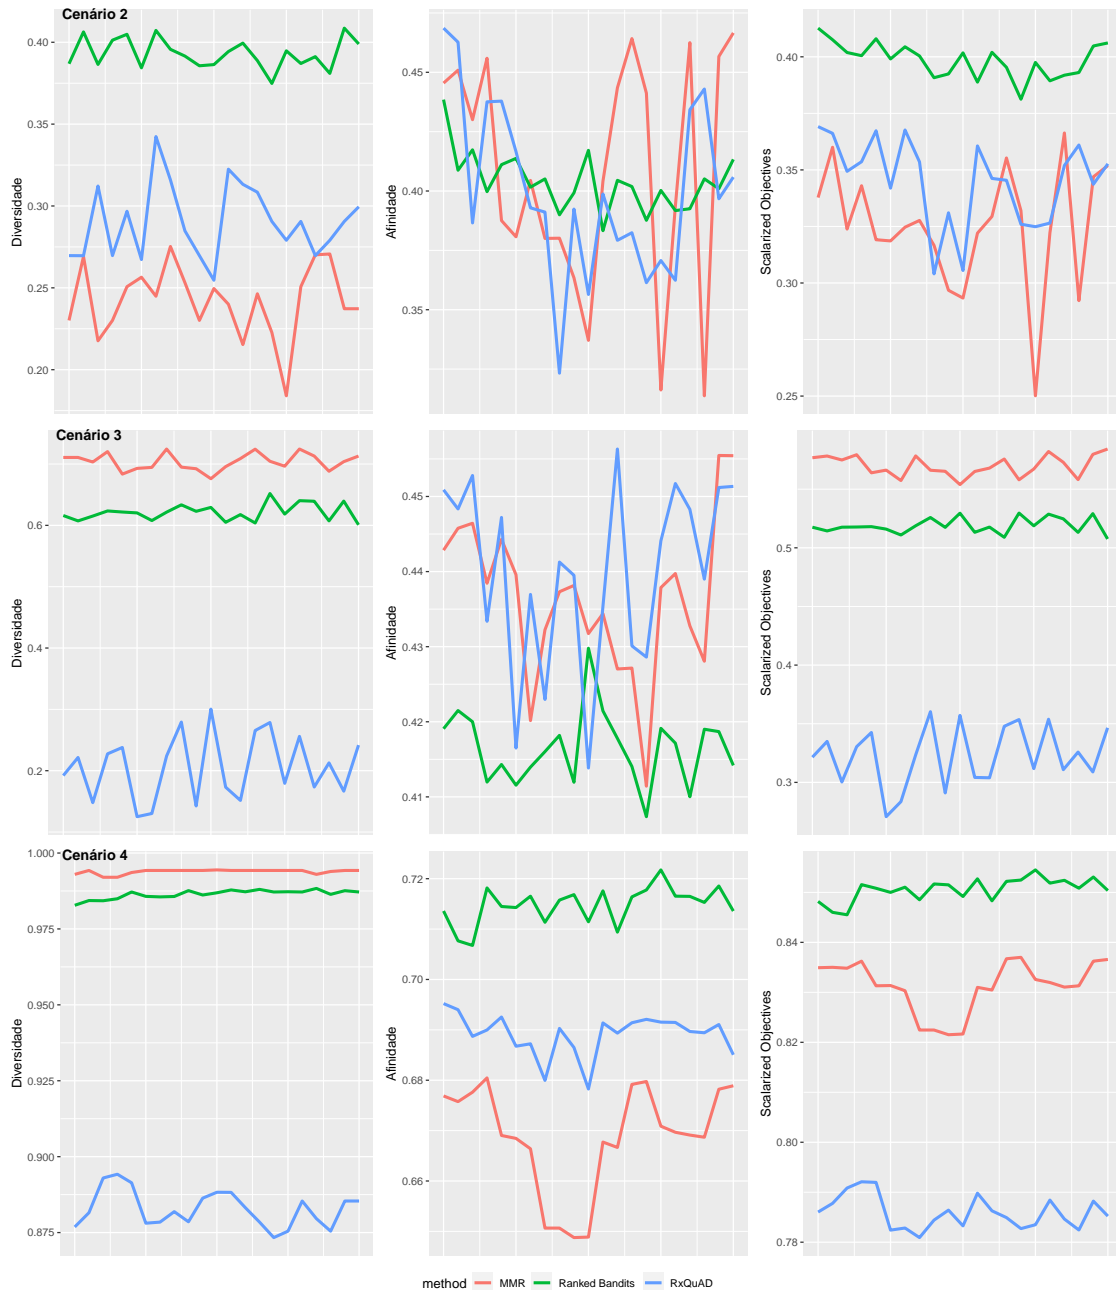 Cenário 2
0.40
0.35
0.30
0.25
0.20
Diversidade
0.45
0.40
0.35
Afinidade
0.40
0.35
0.30
0.25
Scalarized Objectives
Cenário 3
0.6
0.4
0.2
Diversidade
0.45
0.44
0.43
0.42
0.41
Afinidade
0.5
0.4
0.3
Scalarized Objectives
Cenário 4
1.000
0.975
0.950
0.925
0.900
0.875
Diversidade
0.72
0.70
0.68
0.66
Afinidade
0.84
0.82
0.80
0.78
Scalarized Objectives
method MMR Ranked Bandits RxQuAD